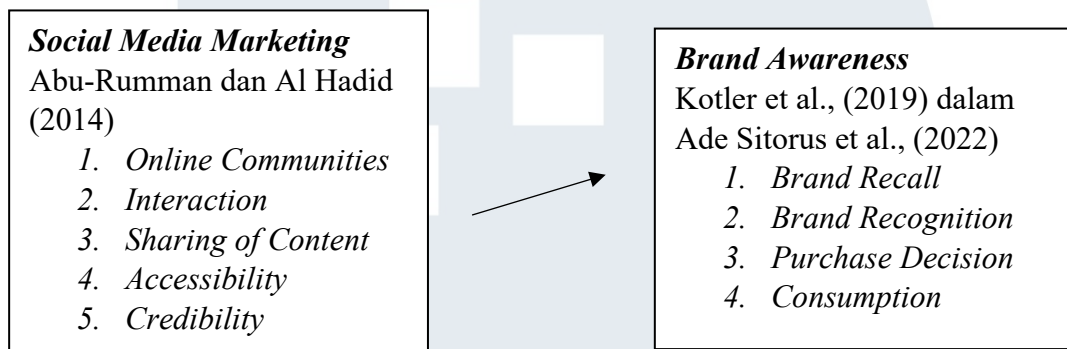 Social Media Marketing
Abu-Rumman dan Al Hadid
(2014)
1. Online Communities
2. Interaction
3. Sharing of Content
4. Accessibility
5. Credibility
Brand Awareness
Kotler et al., (2019) dalam
Ade Sitorus et al., (2022)
1. Brand Recall
2. Brand Recognition
3. Purchase Decision
4. Consumption